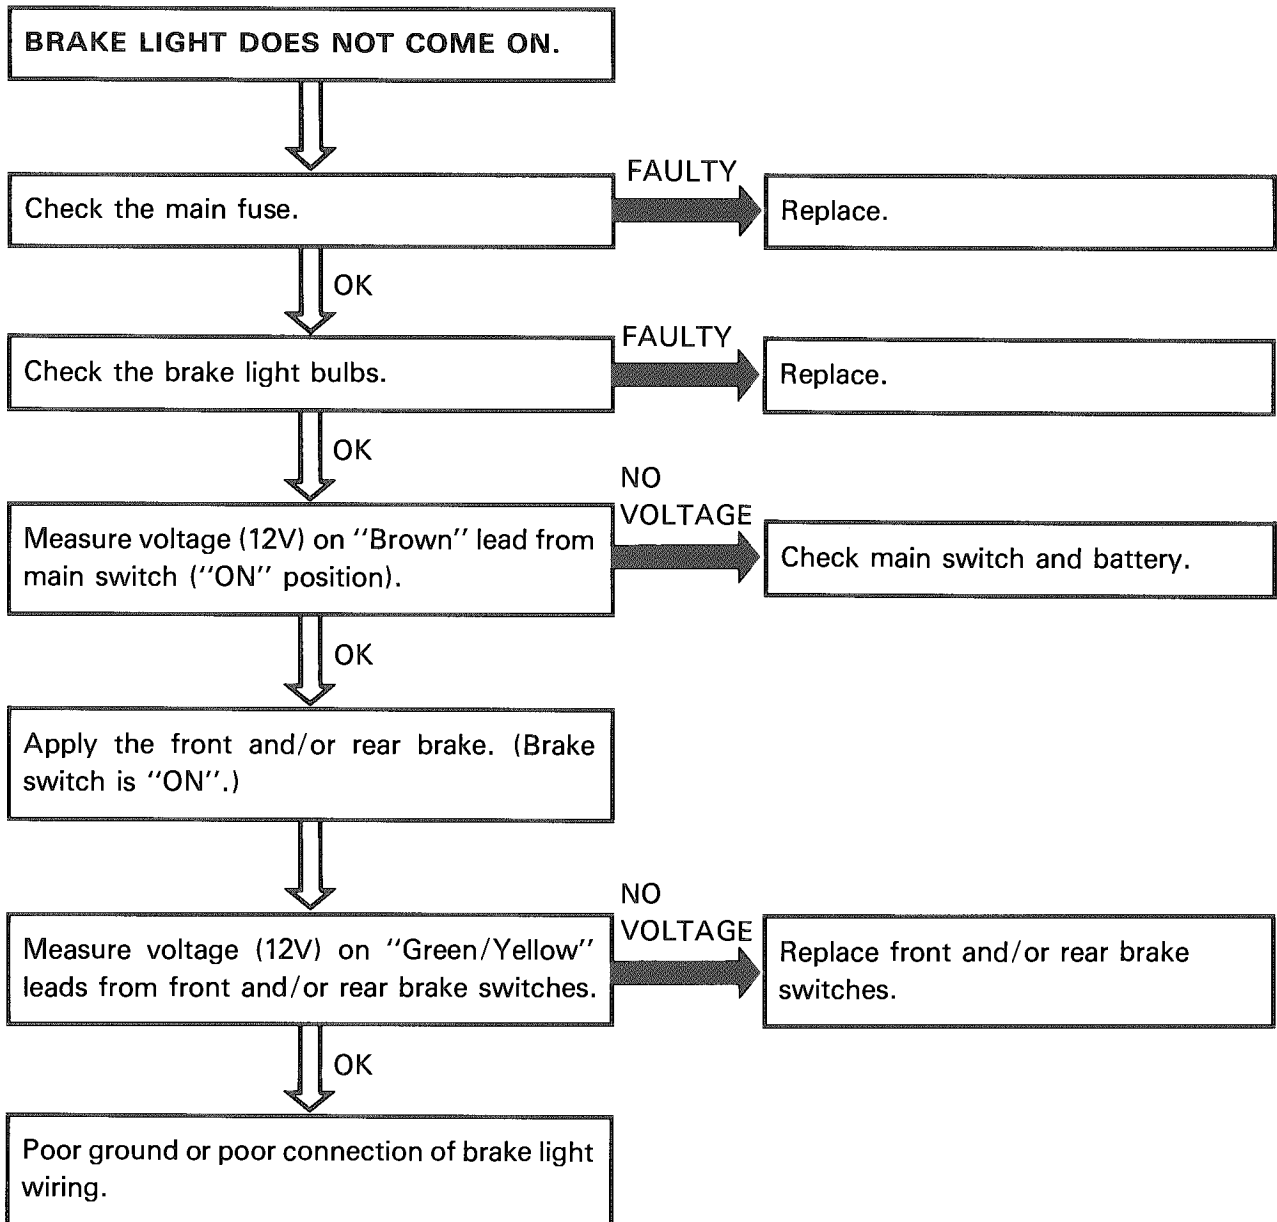 BRAKE LIGHT DOES NOT COME ON.
FAULTY
Check the main fuse.
Replace.
OK
FAULTY
Check the brake light bulbs.
Replace.
OK
NO
VOLTAGE
Measure voltage (12V) on "Brown" lead from
main switch ("ON" position).
Check main switch and battery.
OK
Apply the front and/or rear brake. (Brake
switch is "ON".)
NO
VOLTAGE
Measure voltage (12V) on "Green/Yellow"
leads from front and/or rear brake switches.
Replace front and/or rear brake
switches.
OK
Poor ground or poor connection of brake light
wiring.